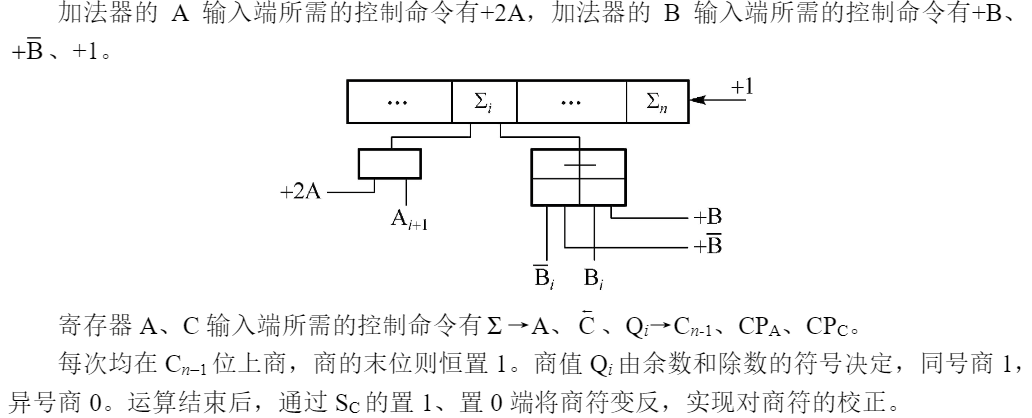 加法器的 A 输入端所需的控制命令有+2A，加法器的 B 输入端所需的控制命令有+B、
+B̅、+1。
… Σi … Σn +1
+2A
Ai+1
+B
+B̅
B̅i Bi
寄存器 A、C 输入端所需的控制命令有 Σ→A、C⃖、Qi→Cn-1、CPA、CPC。
每次均在 Cn−1 位上商，商的末位则恒置 1。商值 Qi 由余数和除数的符号决定，同号商 1，
异号商 0。运算结束后，通过 SC 的置 1、置 0 端将商符变反，实现对商符的校正。